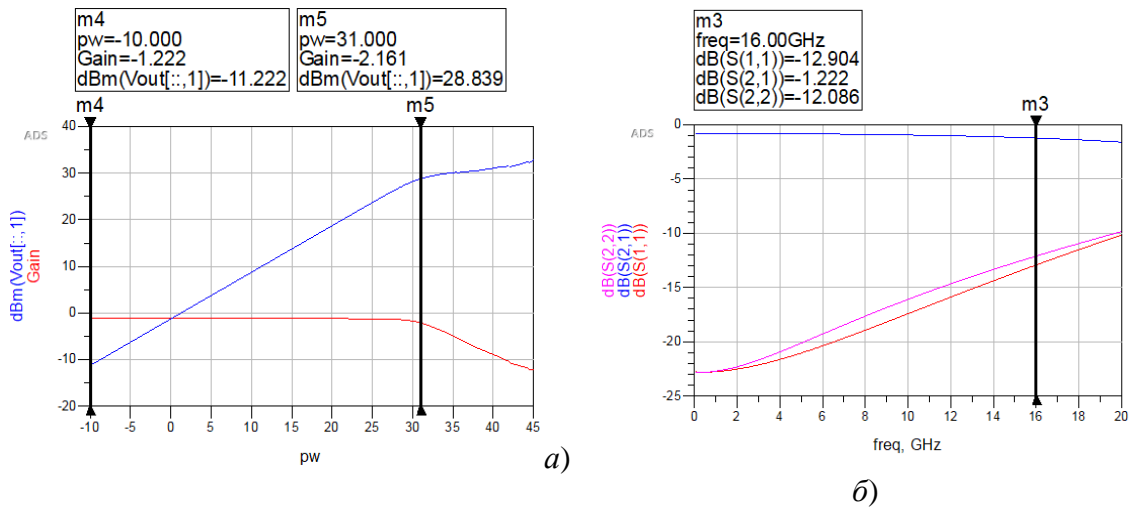 m4
pw=-10.000
Gain=-1.222
dBm(Vout[::,1])=-11.222
m5
pw=31.000
Gain=-2.161
dBm(Vout[::,1])=28.839
m4
m5
ADS
40
30
20
10
0
-10
-20
dBm(Vout[::,1])
Gain
-10
-5
0
5
10
15
20
25
30
35
40
45
pw
а)
m3
freq=16.00GHz
dB(S(1,1))=-12.904
dB(S(2,1))=-1.222
dB(S(2,2))=-12.086
m3
ADS
0
-5
-10
-15
-20
-25
dB(S(2,2))
dB(S(2,1))
dB(S(1,1))
0
2
4
6
8
10
12
14
16
18
20
freq, GHz
б)